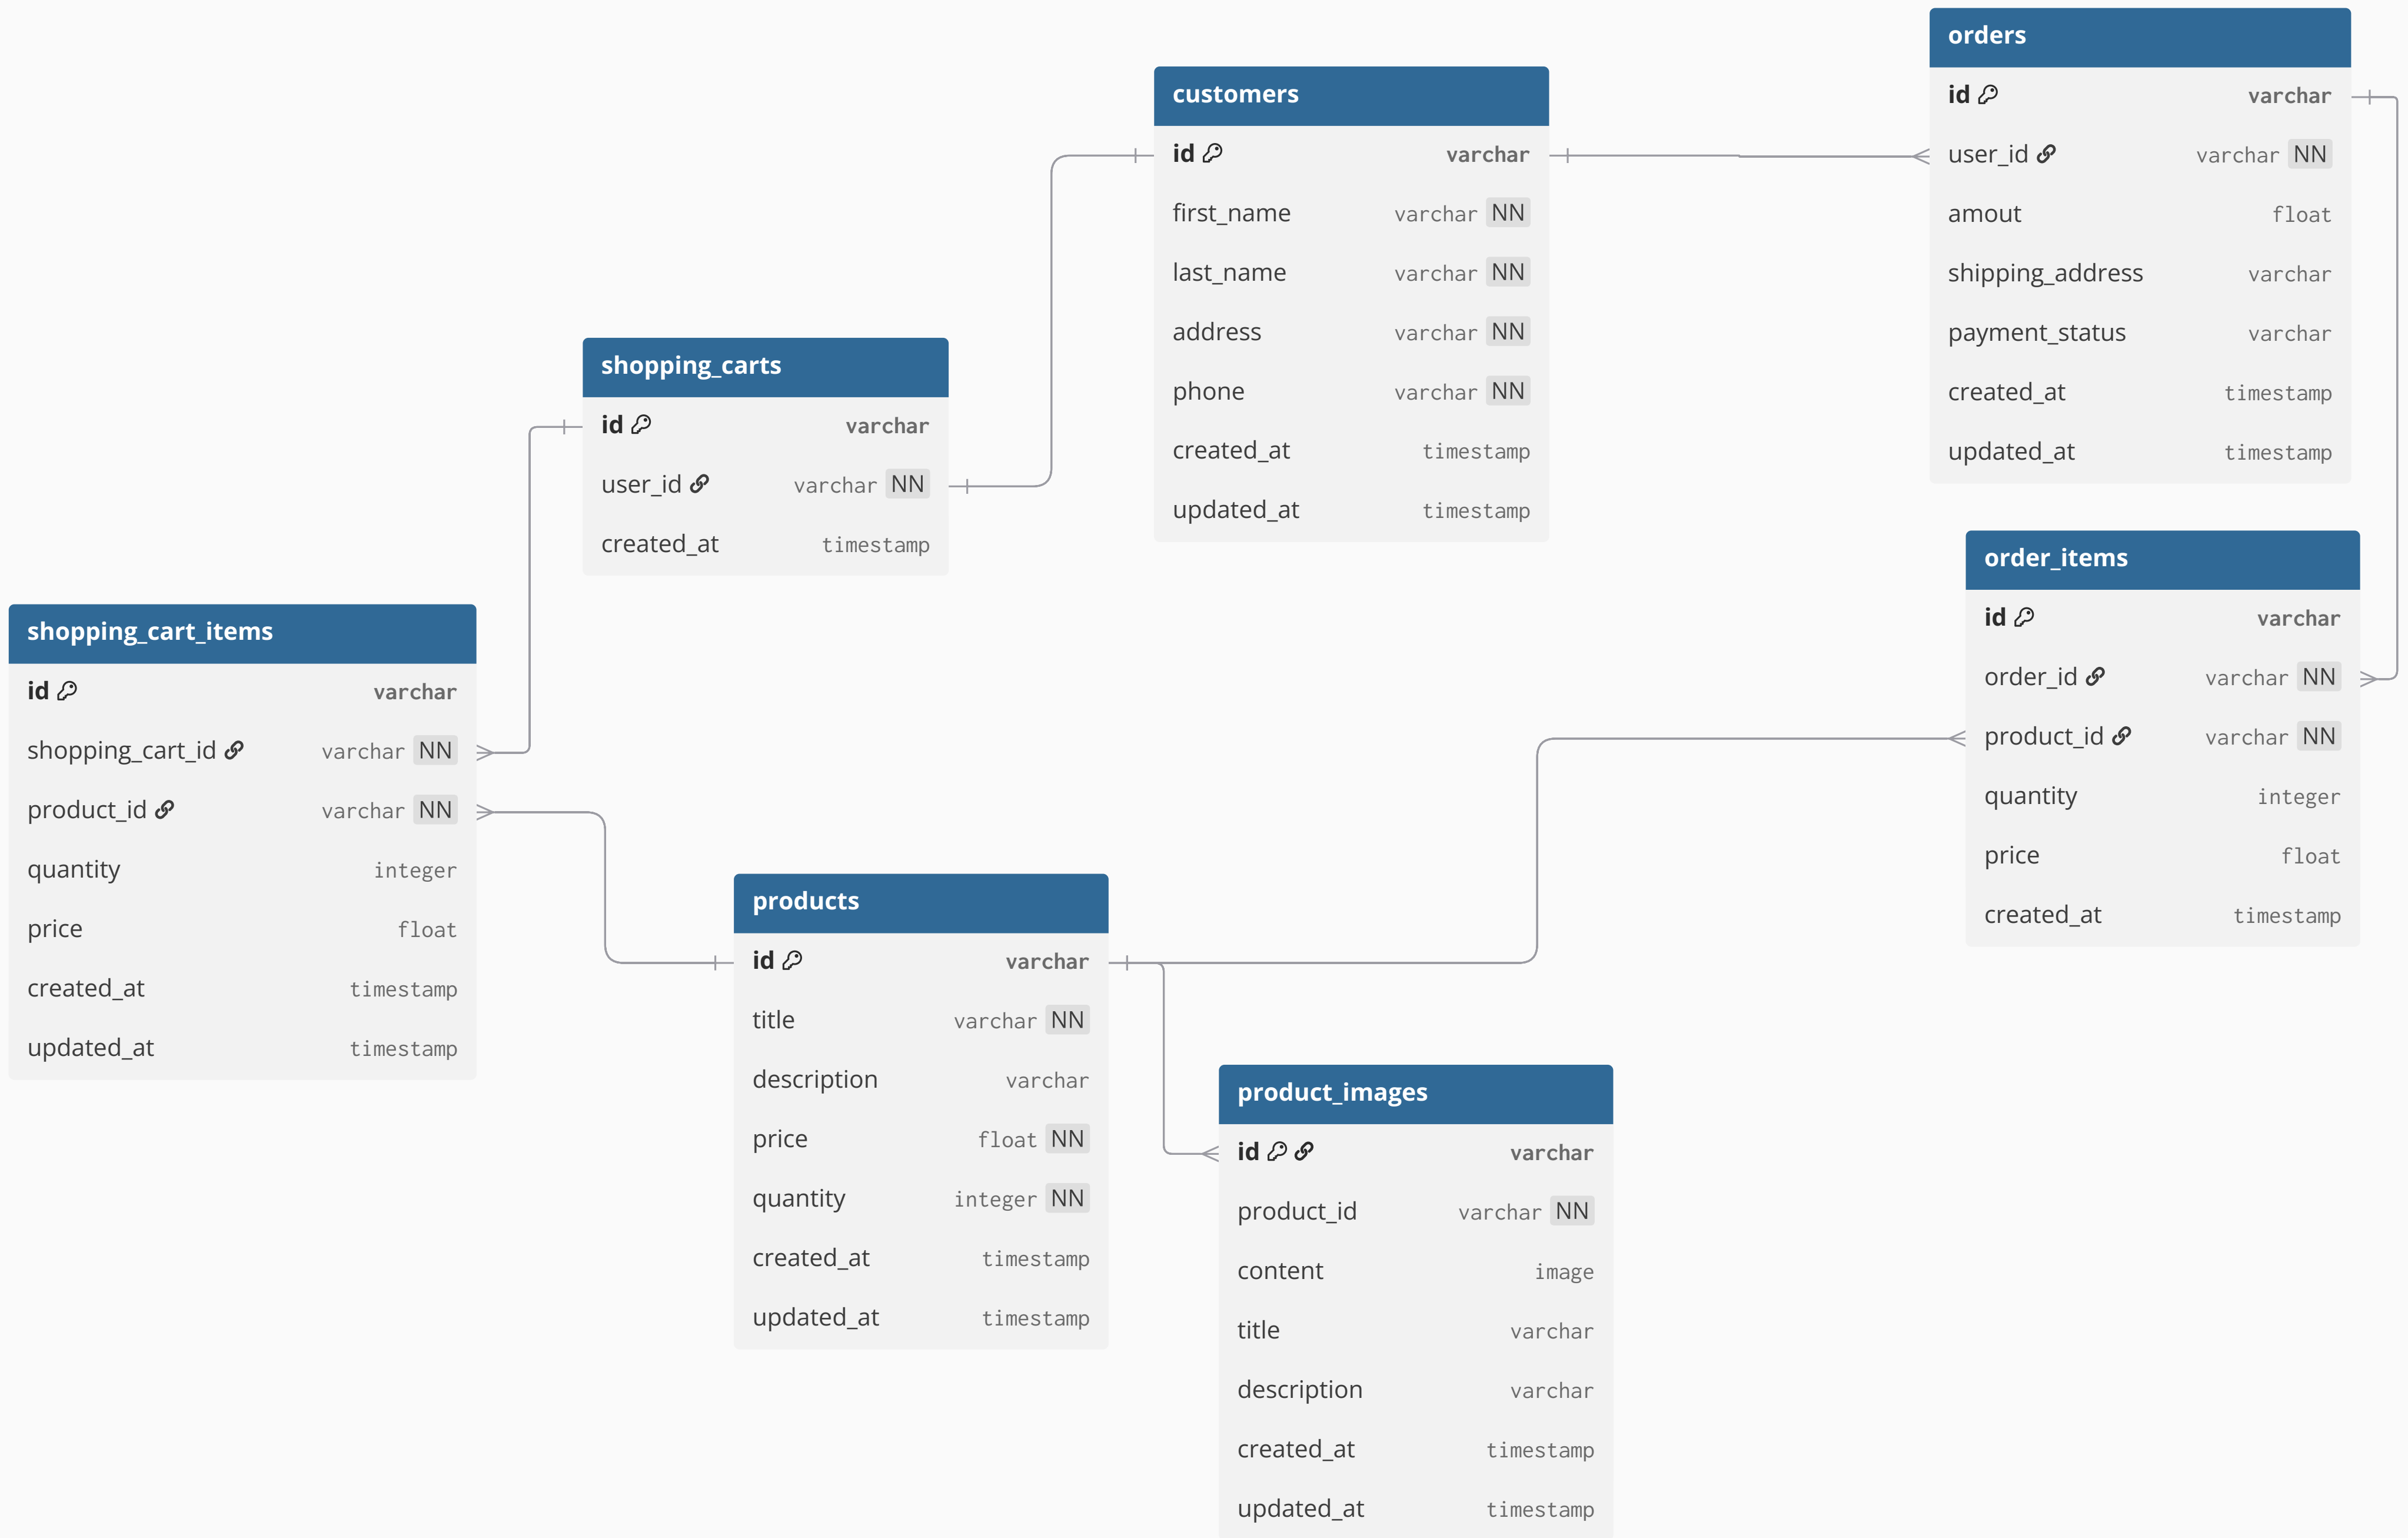 orders
id varchar
user_id varchar NN
amout float
shipping_address varchar
payment_status varchar
created_at timestamp
updated_at timestamp
customers
id varchar
first_name varchar NN
last_name varchar NN
address varchar NN
phone varchar NN
created_at timestamp
updated_at timestamp
shopping_carts
id varchar
user_id varchar NN
created_at timestamp
order_items
id varchar
order_id varchar NN
product_id varchar NN
quantity integer
price float
created_at timestamp
shopping_cart_items
id varchar
shopping_cart_id varchar NN
product_id varchar NN
quantity integer
price float
created_at timestamp
updated_at timestamp
products
id varchar
title varchar NN
description varchar
price float NN
quantity integer NN
created_at timestamp
updated_at timestamp
product_images
id varchar
product_id varchar NN
content image
title varchar
description varchar
created_at timestamp
updated_at timestamp